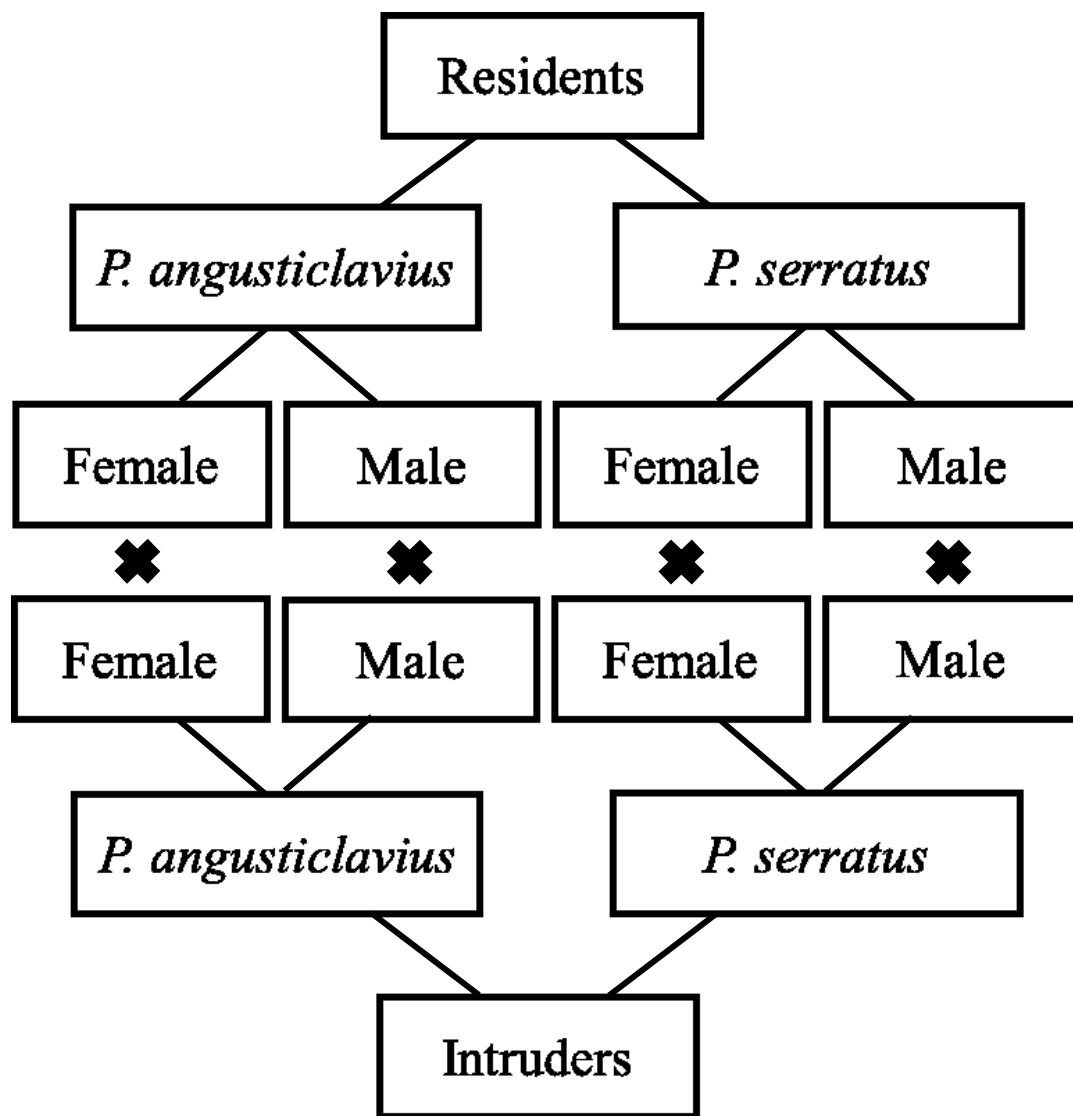 Residents
P. angusticlavius
P. serratus
Female
Male
Female
Male
Female
Male
Female
Male
P. angusticlavius
P. serratus
Intruders